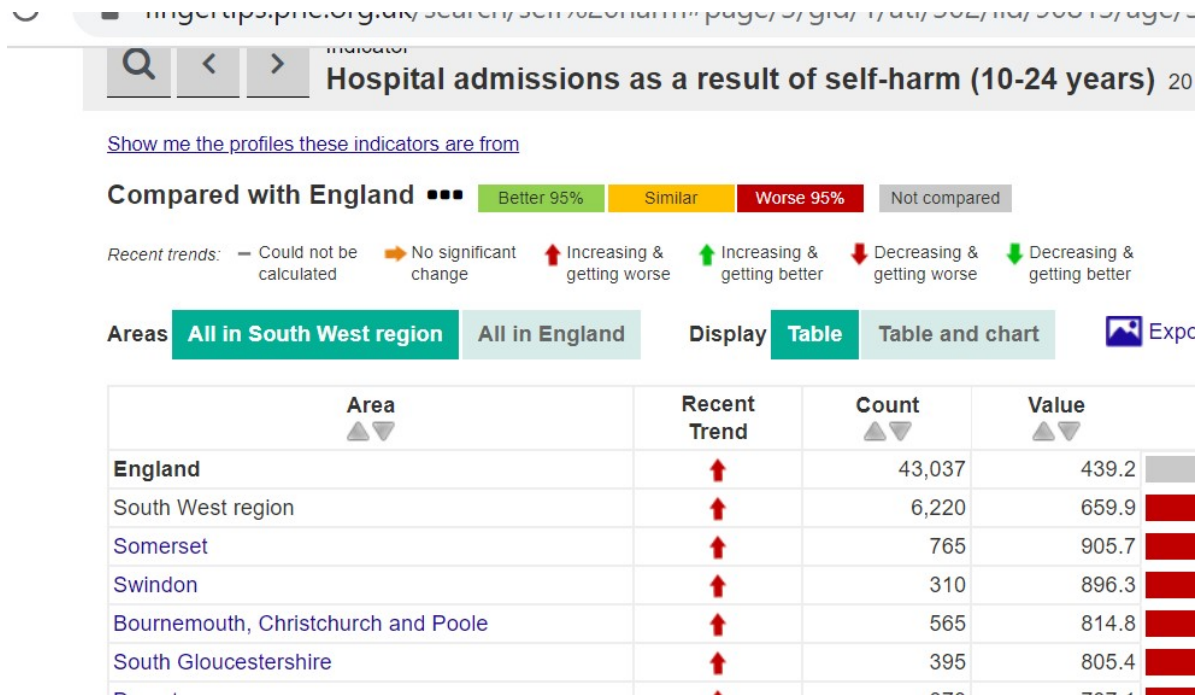 Indicator
Hospital admissions as a result of self-harm (10-24 years) 20
Show me the profiles these indicators are from
Compared with England ••• Better 95% Similar Worse 95% Not compared
Recent trends: – Could not be calculated No significant change Increasing & getting worse Increasing & getting better Decreasing & getting worse Decreasing & getting better
Areas All in South West region All in England Display Table Table and chart Expo
Area Recent Trend Count Value
England 43,037 439.2
South West region 6,220 659.9
Somerset 765 905.7
Swindon 310 896.3
Bournemouth, Christchurch and Poole 565 814.8
South Gloucestershire 395 805.4